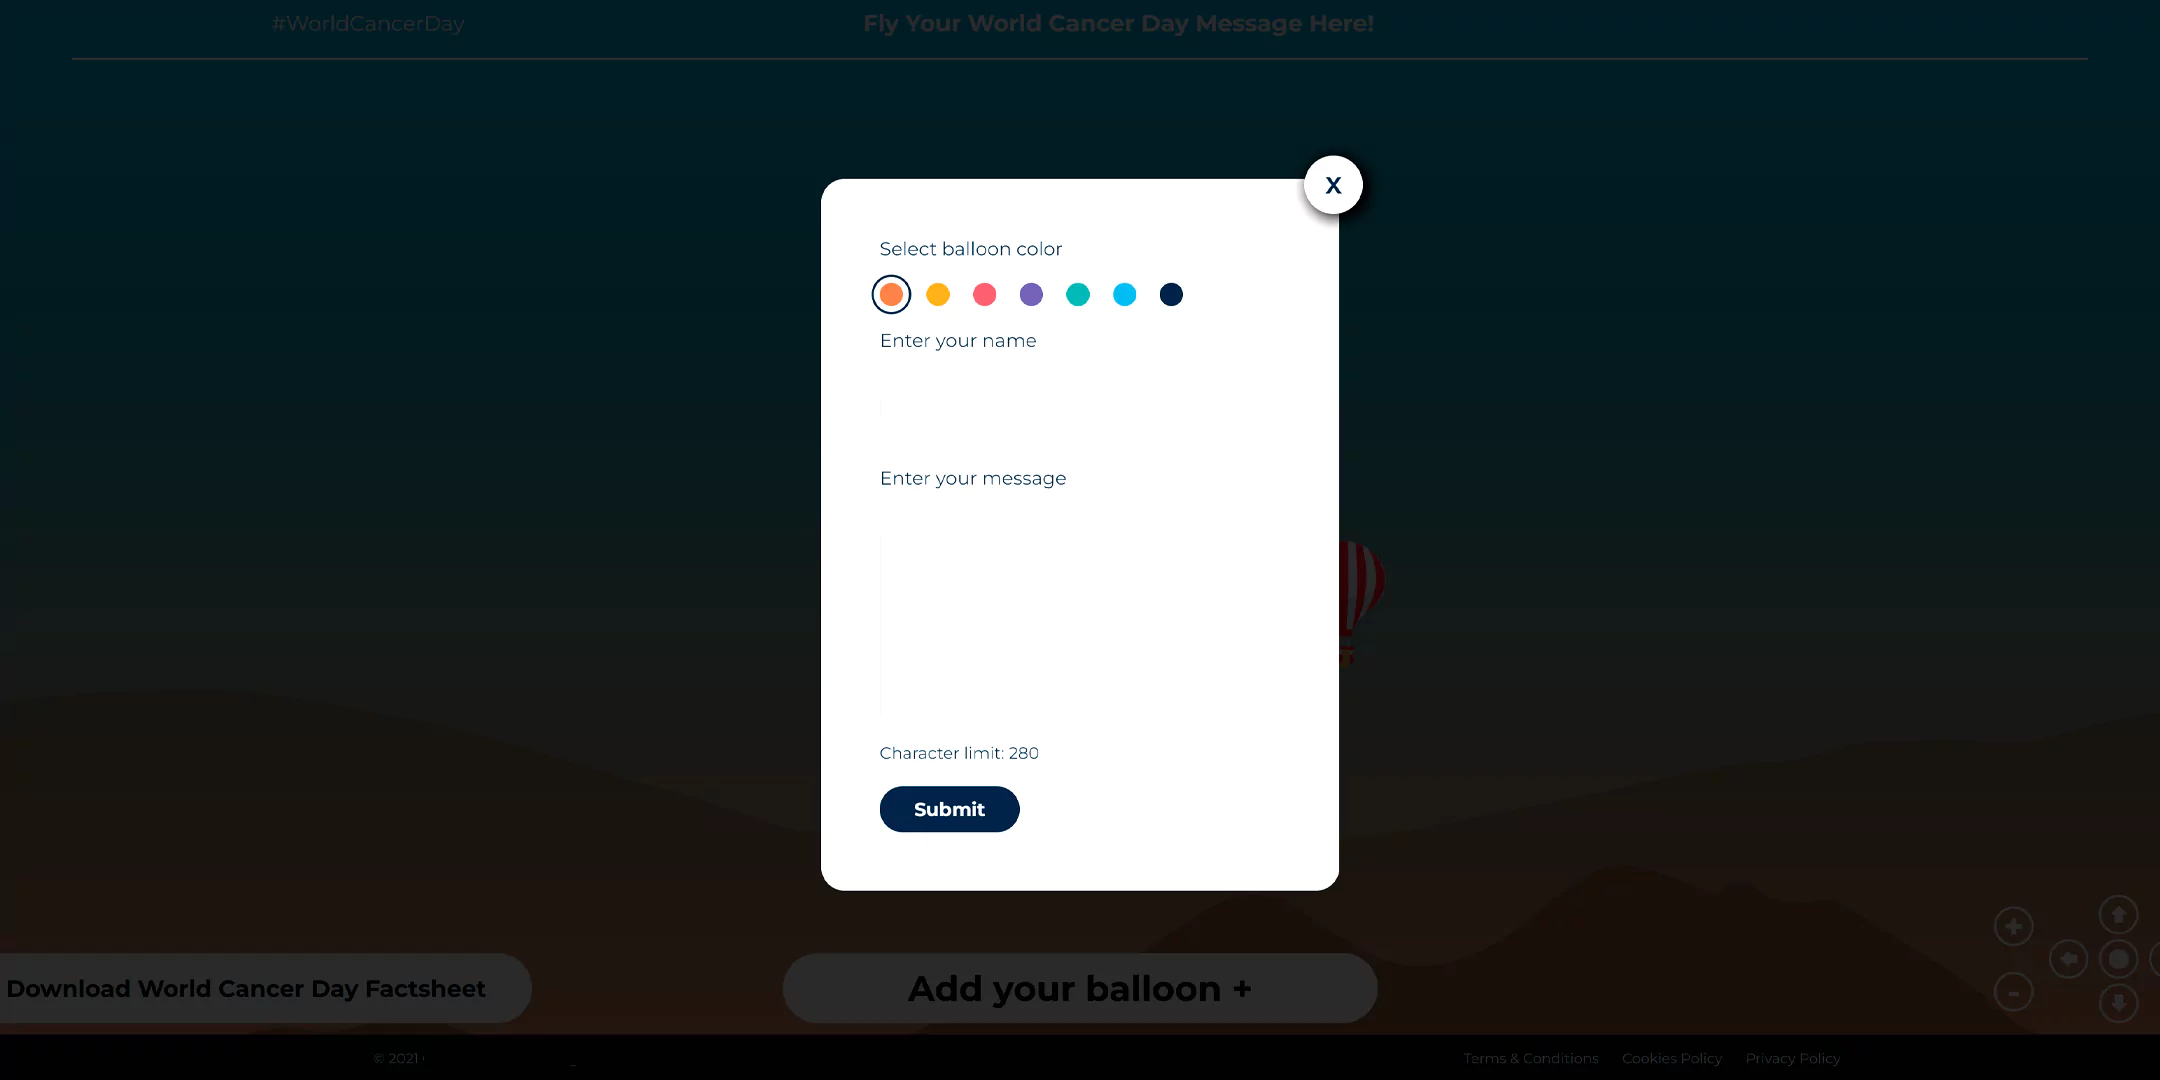 #WorldCancerDay
Fly Your World Cancer Day Message Here!
X
Select balloon color
Enter your name
Enter your message
Character limit: 280
Submit
Download World Cancer Day Factsheet
Add your balloon +
+
-
© 2021
Terms & Conditions
Cookies Policy
Privacy Policy